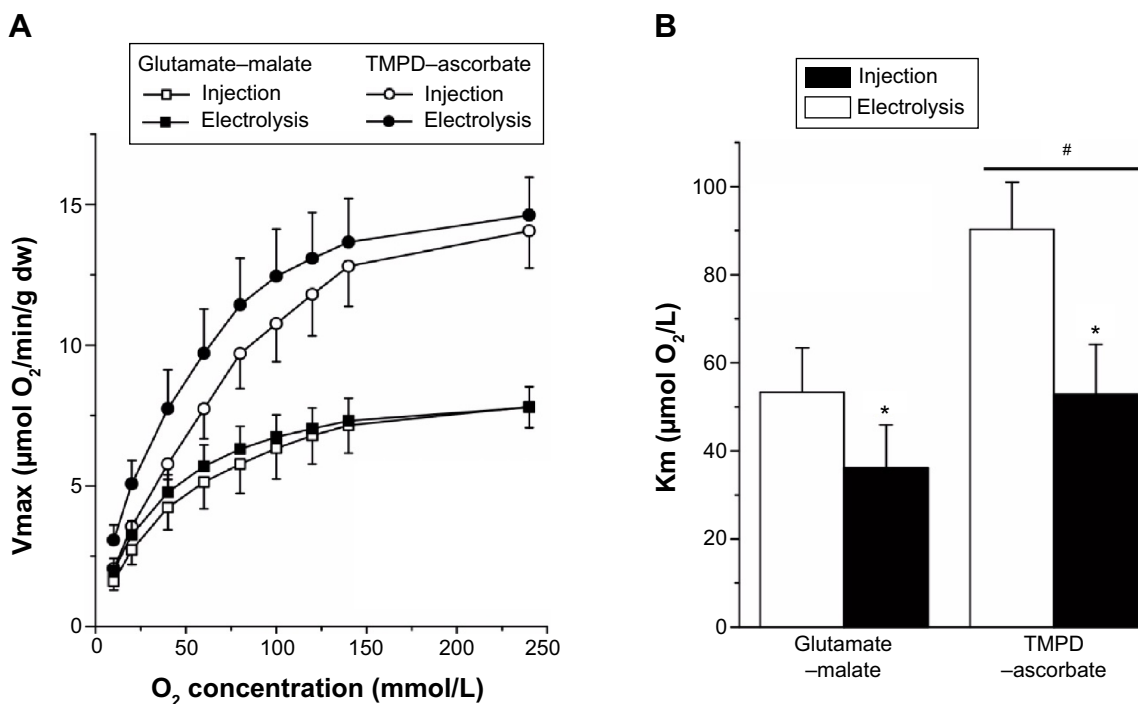 A
Glutamate–malate TMPD–ascorbate
Injection Injection
Electrolysis Electrolysis
15
10
5
0
Vmax (µmol O₂/min/g dw)
0 50 100 150 200 250
O₂ concentration (mmol/L)
B
Injection
Electrolysis
#
100
80
60
40
20
0
*
*
Km (µmol O₂/L)
Glutamate
–malate
TMPD
–ascorbate